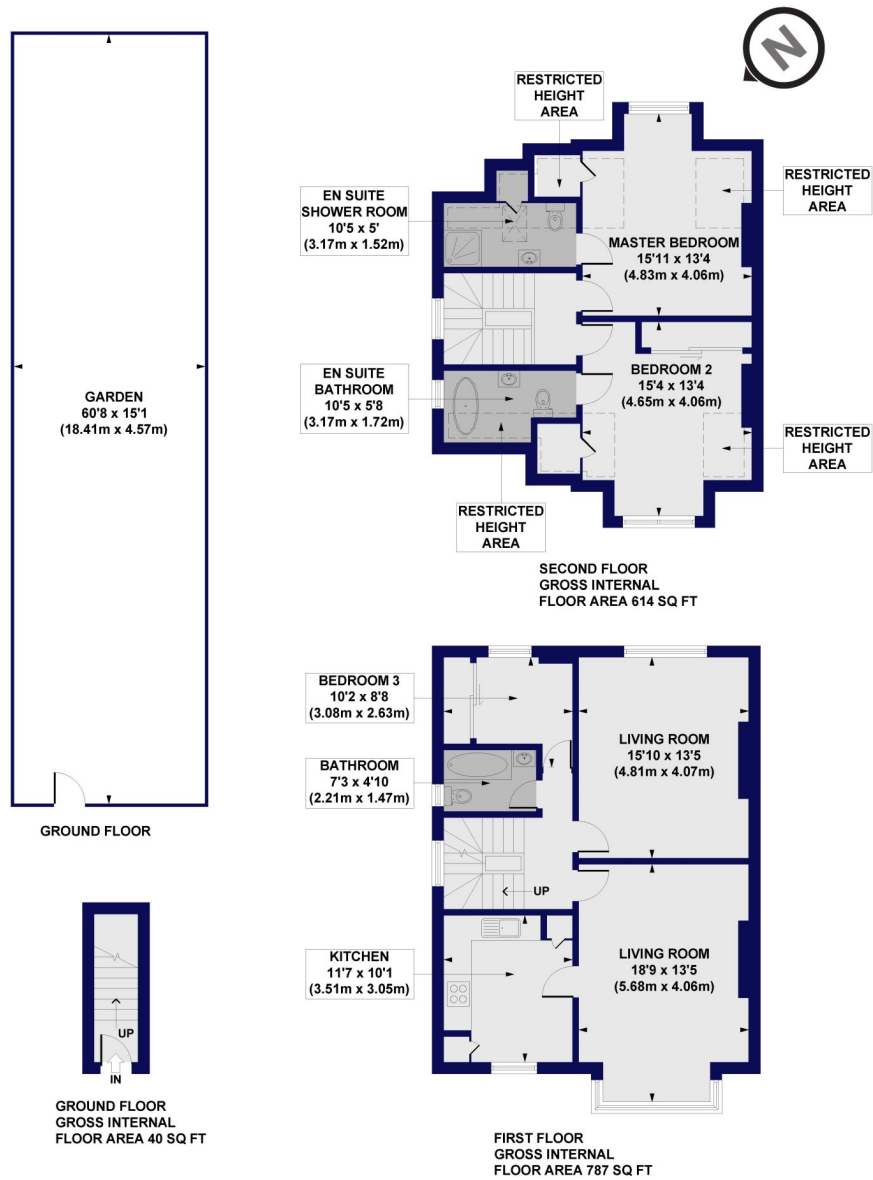 N
RESTRICTED
HEIGHT
AREA
EN SUITE
SHOWER ROOM
10'5 x 5'
(3.17m x 1.52m)
RESTRICTED
HEIGHT
AREA
MASTER BEDROOM
15'11 x 13'4
(4.83m x 4.06m)
EN SUITE
BATHROOM
10'5 x 5'8
(3.17m x 1.72m)
BEDROOM 2
15'4 x 13'4
(4.65m x 4.06m)
RESTRICTED
HEIGHT
AREA
RESTRICTED
HEIGHT
AREA
SECOND FLOOR
GROSS INTERNAL
FLOOR AREA 614 SQ FT
GARDEN
60'8 x 15'1
(18.41m x 4.57m)
GROUND FLOOR
BEDROOM 3
10'2 x 8'8
(3.08m x 2.63m)
LIVING ROOM
15'10 x 13'5
(4.81m x 4.07m)
BATHROOM
7'3 x 4'10
(2.21m x 1.47m)
UP
KITCHEN
11'7 x 10'1
(3.51m x 3.05m)
LIVING ROOM
18'9 x 13'5
(5.68m x 4.06m)
UP
IN
GROUND FLOOR
GROSS INTERNAL
FLOOR AREA 40 SQ FT
FIRST FLOOR
GROSS INTERNAL
FLOOR AREA 787 SQ FT